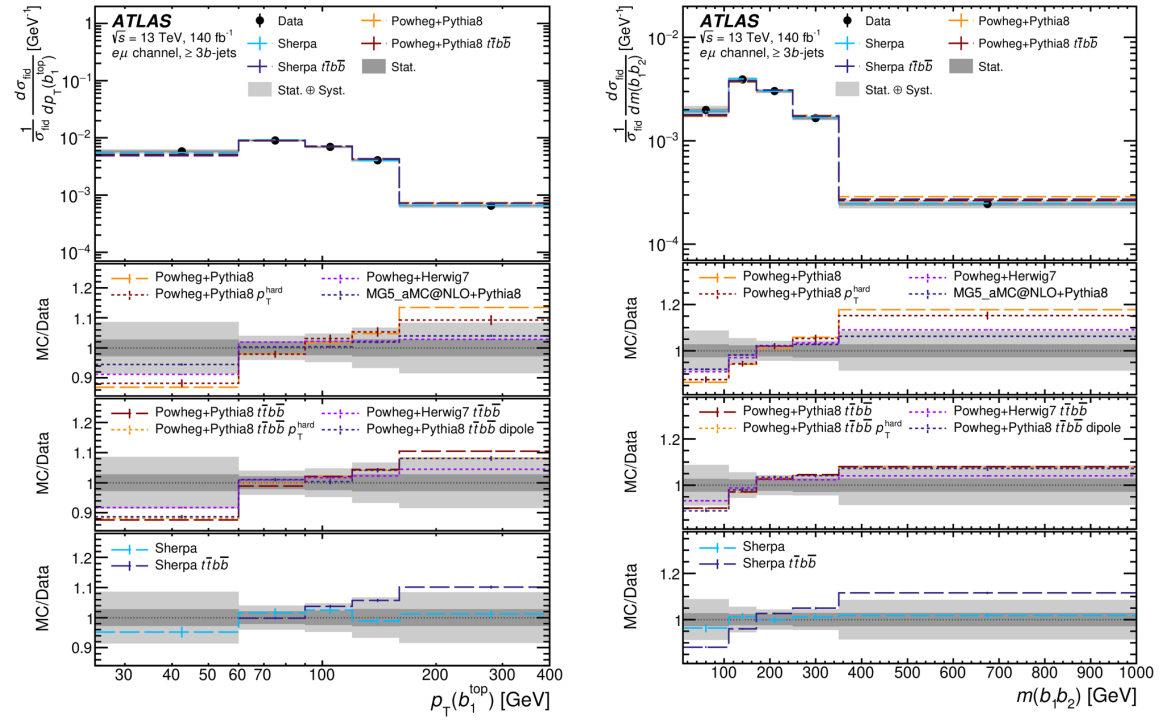 ATLAS
√s = 13 TeV, 140 fb⁻¹
eμ channel, ≥ 3b-jets
Data
Sherpa
Sherpa tt̄bb̄
Stat. ⊕ Syst.
Powheg+Pythia8
Powheg+Pythia8 tt̄bb̄
Stat.
1/σ_fid dσ_fid/dp_T(b₁^top) [GeV⁻¹]
1
10⁻¹
10⁻²
10⁻³
10⁻⁴
Powheg+Pythia8
Powheg+Pythia8 p_T^hard
Powheg+Herwig7
MG5_aMC@NLO+Pythia8
MC/Data
1.2
1.1
1
0.9
Powheg+Pythia8 tt̄bb̄
Powheg+Pythia8 tt̄bb̄ p_T^hard
Powheg+Herwig7 tt̄bb̄
Powheg+Pythia8 tt̄bb̄ dipole
MC/Data
1.2
1.1
1
0.9
Sherpa
Sherpa tt̄bb̄
MC/Data
1.2
1.1
1
0.9
30 40 50 60 70 100 200 300 400
p_T(b₁^top) [GeV]
ATLAS
√s = 13 TeV, 140 fb⁻¹
eμ channel, ≥ 3b-jets
Data
Sherpa
Sherpa tt̄bb̄
Stat. ⊕ Syst.
Powheg+Pythia8
Powheg+Pythia8 tt̄bb̄
Stat.
1/σ_fid dσ_fid/dm(b₁b₂) [GeV⁻¹]
10⁻²
10⁻³
10⁻⁴
Powheg+Pythia8
Powheg+Pythia8 p_T^hard
Powheg+Herwig7
MG5_aMC@NLO+Pythia8
MC/Data
1.2
1
Powheg+Pythia8 tt̄bb̄
Powheg+Pythia8 tt̄bb̄ p_T^hard
Powheg+Herwig7 tt̄bb̄
Powheg+Pythia8 tt̄bb̄ dipole
MC/Data
1.2
1
Sherpa
Sherpa tt̄bb̄
MC/Data
1.2
1
100 200 300 400 500 600 700 800 900 1000
m(b₁b₂) [GeV]